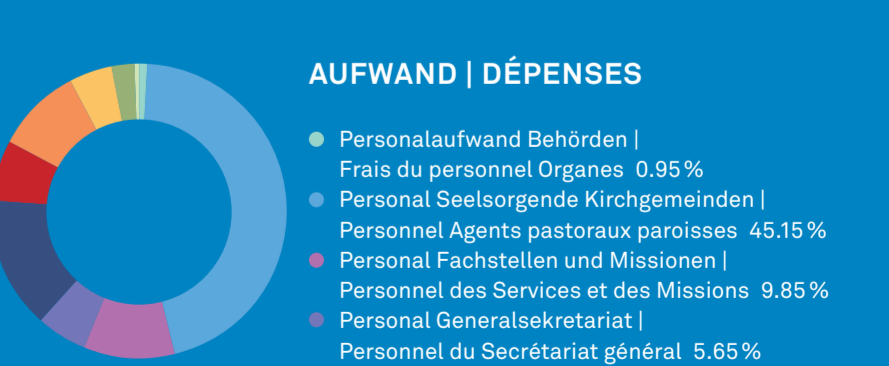 AUFWAND | DÉPENSES
Personalaufwand Behörden |
Frais du personnel Organes 0.95%
Personal Seelsorgende Kirchgemeinden |
Personnel Agents pastoraux paroisses 45.15%
Personal Fachstellen und Missionen |
Personnel des Services et des Missions 9.85%
Personal Generalsekretariat |
Personnel du Secrétariat général 5.65%